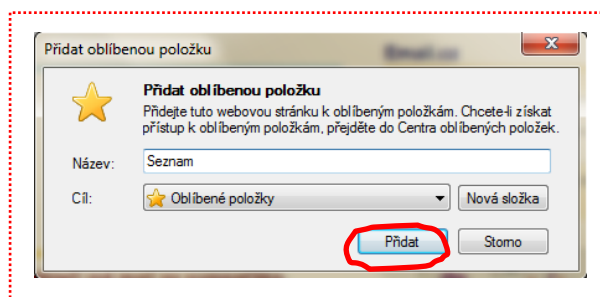 Přidat oblíbenou položku
Přidat oblíbenou položku
Přidejte tuto webovou stránku k oblíbeným položkám. Chcete-li získat
přístup k oblíbeným položkám, přejděte do Centra oblíbených položek.
Název: Seznam
Cíl: Oblíbené položky Nová složka
Přidat Storno